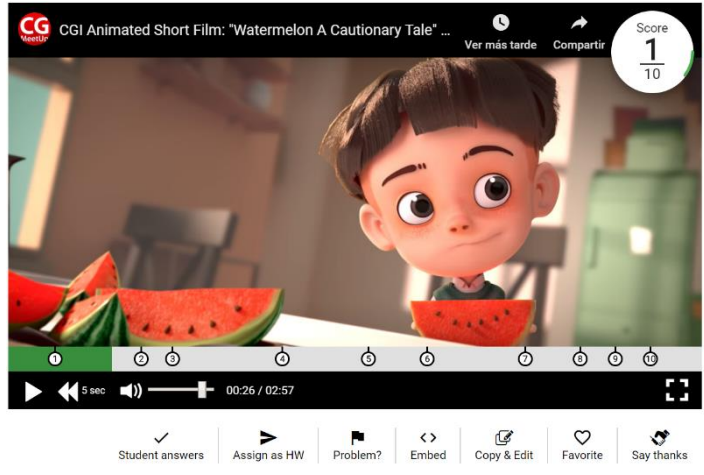 CG
MeetUp
CGI Animated Short Film: "Watermelon A Cautionary Tale" ...
Ver más tarde
Compartir
Score
1
10
1 2 3 4 5 6 7 8 9 10
5 sec
00:26 / 02:57
Student answers
Assign as HW
Problem?
Embed
Copy & Edit
Favorite
Say thanks